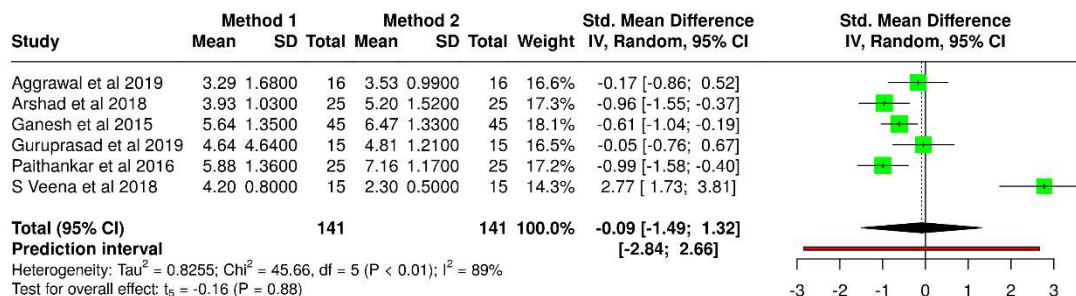 Method 1 Method 2 Std. Mean Difference Std. Mean Difference
Study Mean SD Total Mean SD Total Weight IV, Random, 95% CI IV, Random, 95% CI
Aggrawal et al 2019 3.29 1.6800 16 3.53 0.9900 16 16.6% -0.17 [-0.86; 0.52]
Arshad et al 2018 3.93 1.0300 25 5.20 1.5200 25 17.3% -0.96 [-1.55; -0.37]
Ganesh et al 2015 5.64 1.3500 45 6.47 1.3300 45 18.1% -0.61 [-1.04; -0.19]
Guruprasad et al 2019 4.64 4.6400 15 4.81 1.2100 15 16.5% -0.05 [-0.76; 0.67]
Paithankar et al 2016 5.88 1.3600 25 7.16 1.1700 25 17.2% -0.99 [-1.58; -0.40]
S Veena et al 2018 4.20 0.8000 15 2.30 0.5000 15 14.3% 2.77 [ 1.73; 3.81]
Total (95% CI) 141 141 100.0% -0.09 [-1.49; 1.32]
Prediction interval [-2.84; 2.66]
Heterogeneity: Tau² = 0.8255; Chi² = 45.66, df = 5 (P < 0.01); I² = 89%
Test for overall effect: t₅ = -0.16 (P = 0.88)
-3 -2 -1 0 1 2 3